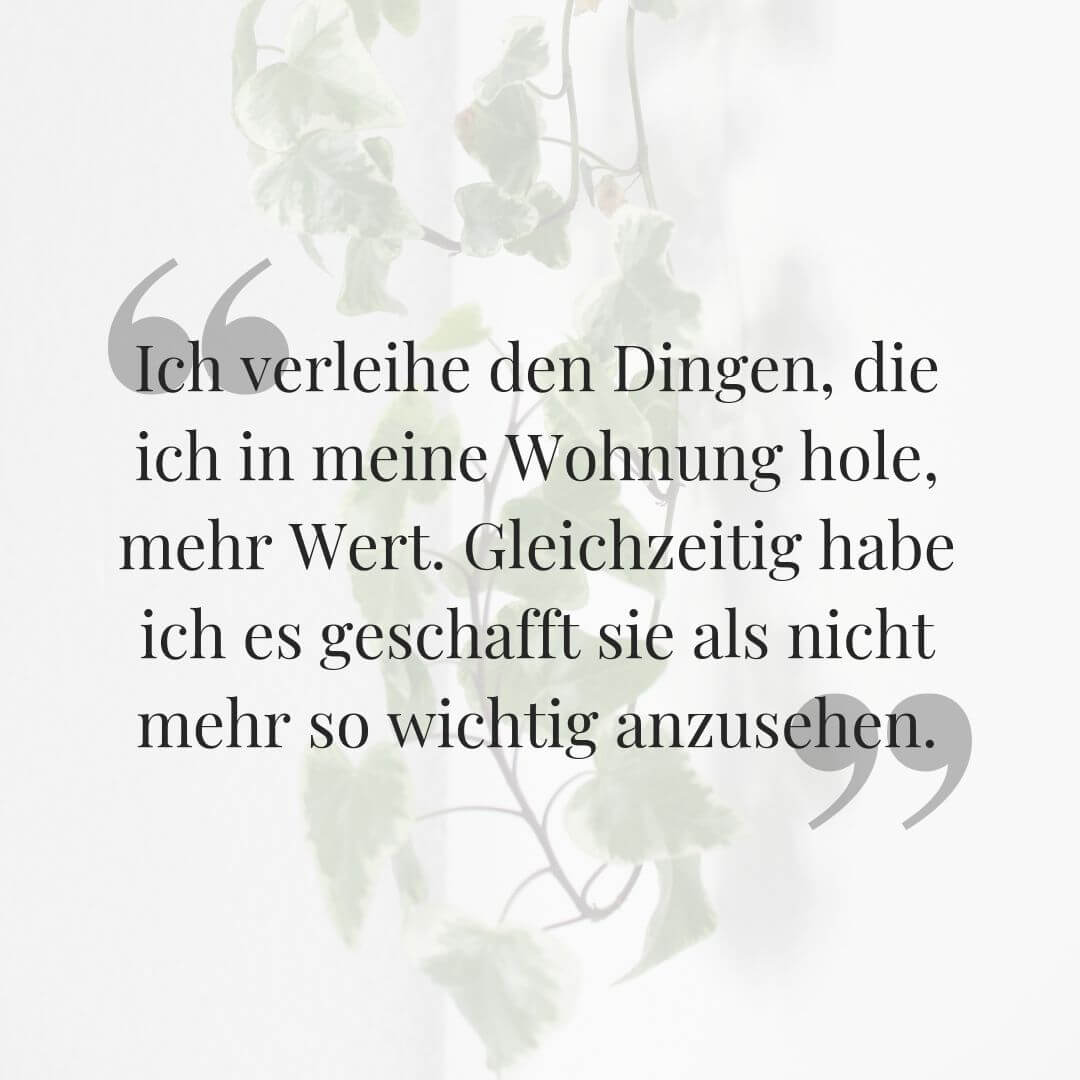 Ich verleihe den Dingen, die
ich in meine Wohnung hole,
mehr Wert. Gleichzeitig habe
ich es geschafft sie als nicht
mehr so wichtig anzusehen.